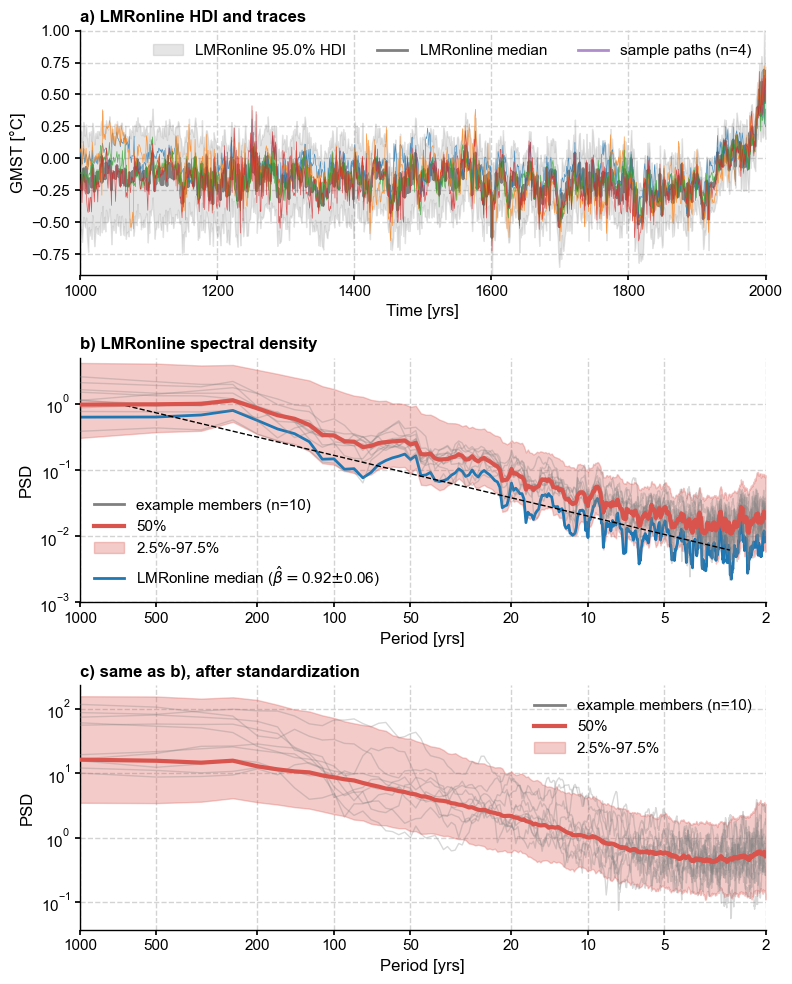 a) LMRonline HDI and traces
LMRonline 95.0% HDI LMRonline median sample paths (n=4)
GMST [°C]
1.00
0.75
0.50
0.25
0.00
−0.25
−0.50
−0.75
1000 1200 1400 1600 1800 2000
Time [yrs]
b) LMRonline spectral density
PSD
10⁰
10⁻¹
10⁻²
10⁻³
example members (n=10)
50%
2.5%-97.5%
LMRonline median (β̂ = 0.92±0.06)
1000 500 200 100 50 20 10 5 2
Period [yrs]
c) same as b), after standardization
PSD
10²
10¹
10⁰
10⁻¹
example members (n=10)
50%
2.5%-97.5%
1000 500 200 100 50 20 10 5 2
Period [yrs]